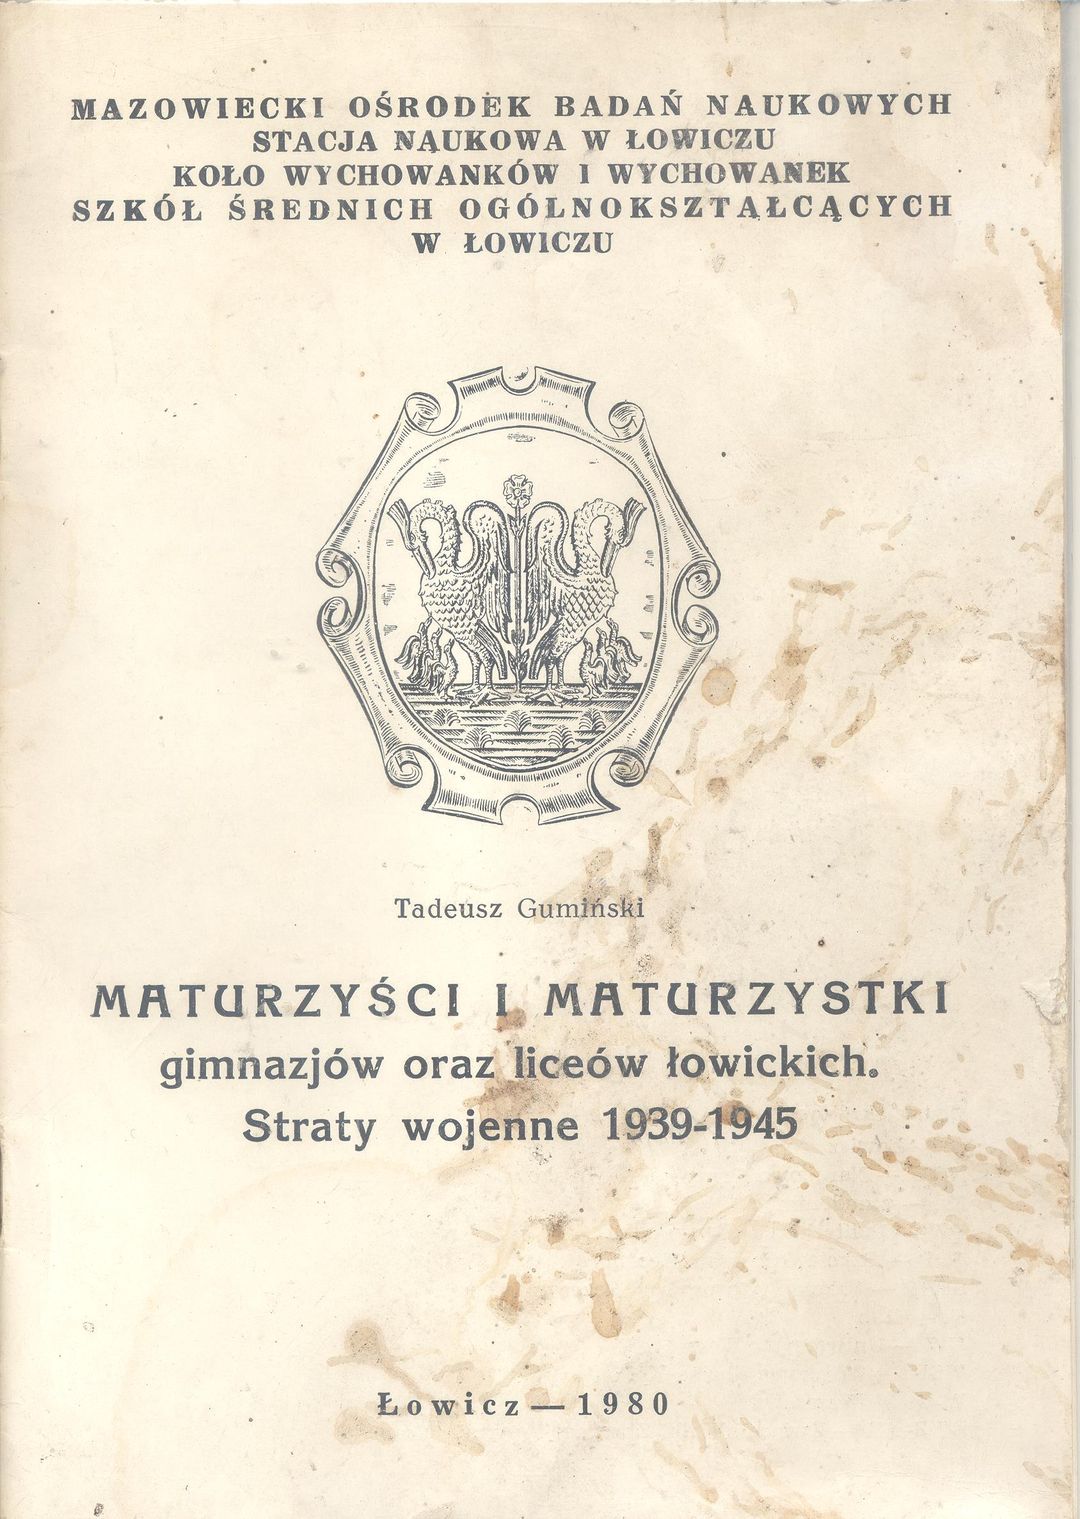 MAZOWIECKI OŚRODEK BADAŃ NAUKOWYCH
STACJA NAUKOWA W ŁOWICZU
KOŁO WYCHOWANKÓW I WYCHOWANEK
SZKÓŁ ŚREDNICH OGÓLNOKSZTAŁCĄCYCH
W ŁOWICZU
Tadeusz Gumiński
MATURZYŚCI I MATURZYSTKI
gimnazjów oraz liceów łowickich.
Straty wojenne 1939-1945
Łowicz — 1980